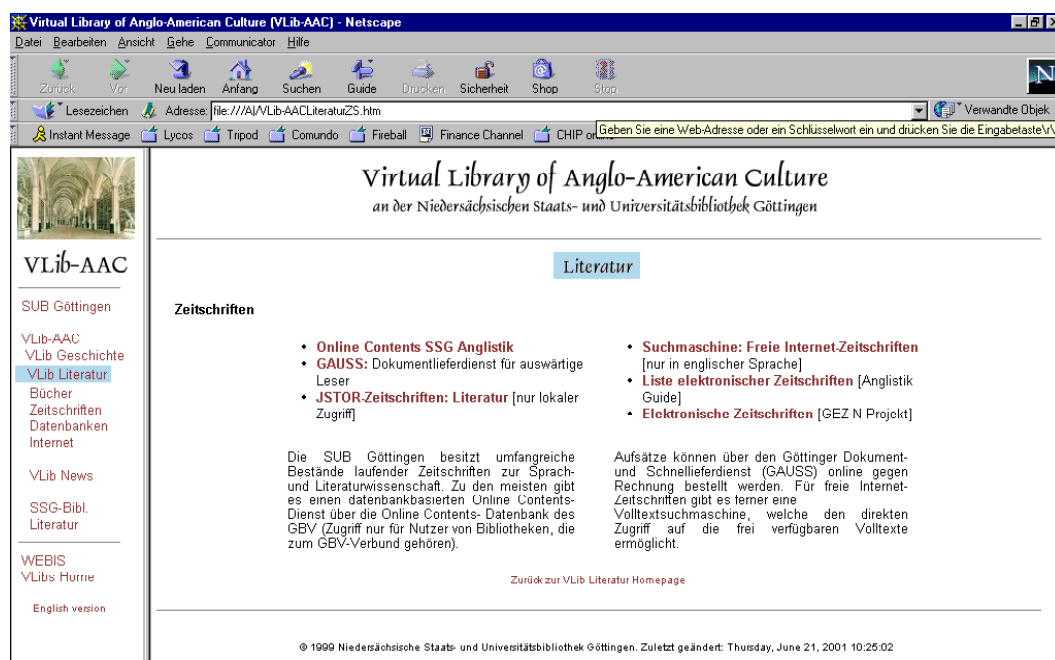 Virtual Library of Anglo-American Culture (VLib-AAC) - Netscape
Datei Bearbeiten Ansicht Gehe Communicator Hilfe
Zurück Vor Neu laden Anfang Suchen Guide Drucken Sicherheit Shop Stop
N
Lesezeichen Adresse: file:///A|/VLib-AACLiteraturZS.htm Verwandte Objek
Instant Message Lycos Tripod Comundo Fireball Finance Channel CHIP online
Geben Sie eine Web-Adresse oder ein Schlüsselwort ein und drücken Sie die Eingabetaste\r\
VLib-AAC
SUB Göttingen
VLib-AAC
VLib Geschichte
VLib Literatur
Bücher
Zeitschriften
Datenbanken
Internet
VLib News
SSG-Bibl.
Literatur
WEBIS
VLibs Home
English version
Virtual Library of Anglo-American Culture
an der Niedersächsischen Staats- und Universitätsbibliothek Göttingen
Literatur
Zeitschriften
• Online Contents SSG Anglistik
• GAUSS: Dokumentlieferdienst für auswärtige
Leser
• JSTOR-Zeitschriften: Literatur [nur lokaler
Zugriff]
• Suchmaschine: Freie Internet-Zeitschriften
[nur in englischer Sprache]
• Liste elektronischer Zeitschriften [Anglistik
Guide]
• Elektronische Zeitschriften [GEZ N Projekt]
Die SUB Göttingen besitzt umfangreiche
Bestände laufender Zeitschriften zur Sprach-
und Literaturwissenschaft. Zu den meisten gibt
es einen datenbankbasierten Online Contents-
Dienst über die Online Contents- Datenbank des
GBV (Zugriff nur für Nutzer von Bibliotheken, die
zum GBV-Verbund gehören).
Aufsätze können über den Göttinger Dokument-
und Schnellieferdienst (GAUSS) online gegen
Rechnung bestellt werden. Für freie Internet-
Zeitschriften gibt es ferner eine
Volltextsuchmaschine, welche den direkten
Zugriff auf die frei verfügbaren Volltexte
ermöglicht.
Zurück zur VLib Literatur Homepage
© 1999 Niedersächsische Staats- und Universitätsbibliothek Göttingen. Zuletzt geändert: Thursday, June 21, 2001 10:25:02